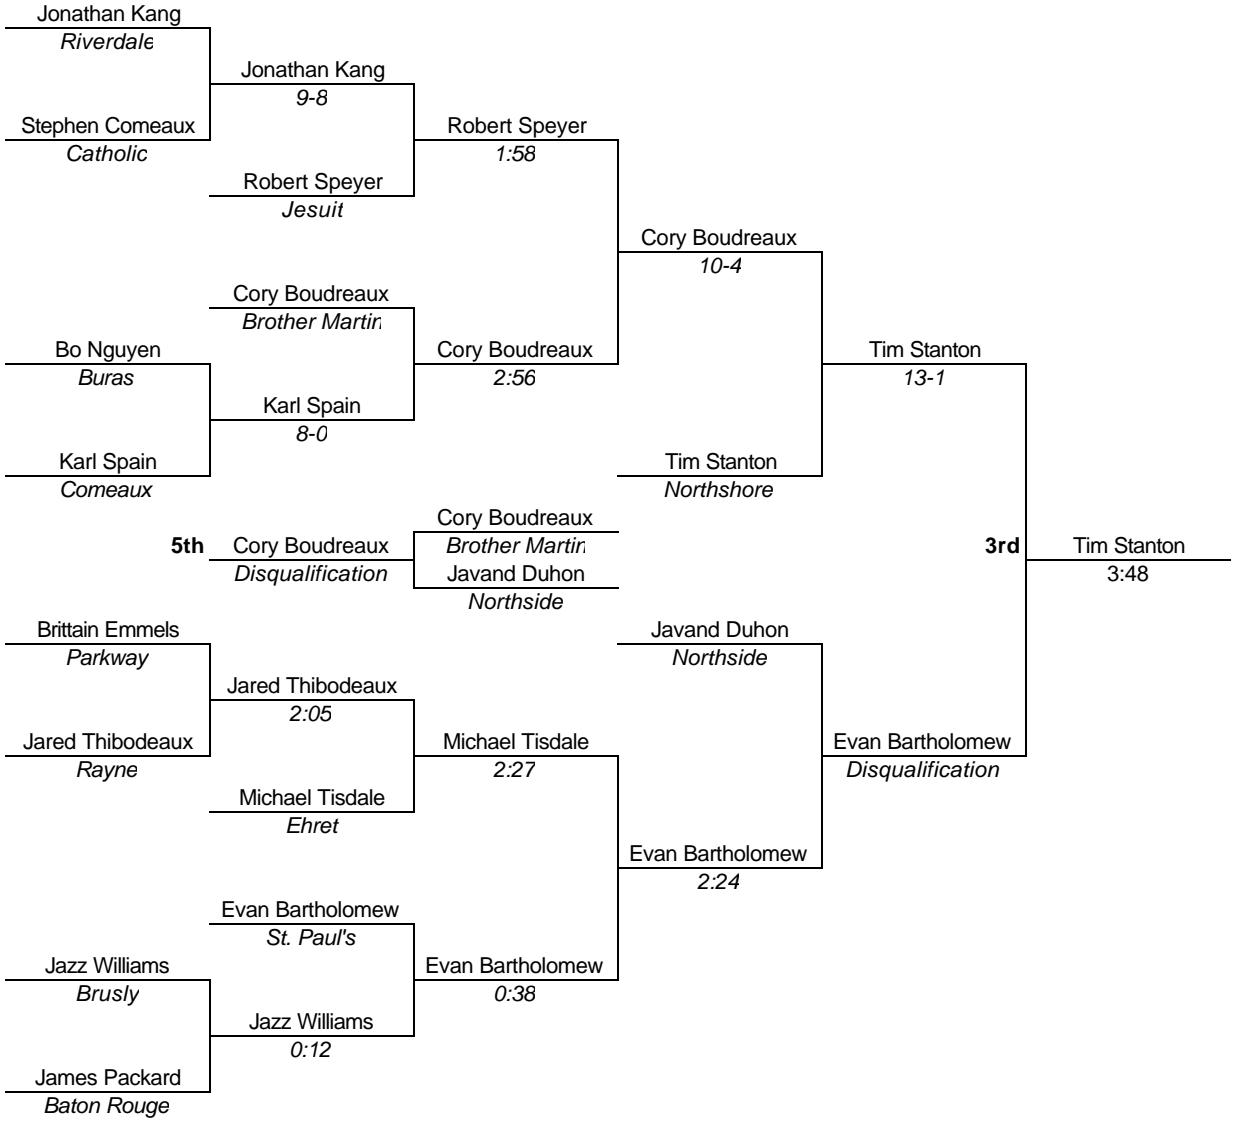 Jonathan Kang
Riverdale
Jonathan Kang
9-8
Stephen Comeaux
Catholic
Robert Speyer
1:58
Robert Speyer
Jesuit
Cory Boudreaux
10-4
Cory Boudreaux
Brother Martin
Bo Nguyen
Buras
Cory Boudreaux
2:56
Tim Stanton
13-1
Karl Spain
8-0
Karl Spain
Comeaux
Tim Stanton
Northshore
Cory Boudreaux
Brother Martin
5th Cory Boudreaux
Disqualification
Javand Duhon
Northside
3rd Tim Stanton
3:48
Brittain Emmels
Parkway
Javand Duhon
Northside
Jared Thibodeaux
2:05
Jared Thibodeaux
Rayne
Michael Tisdale
2:27
Evan Bartholomew
Disqualification
Michael Tisdale
Ehret
Evan Bartholomew
2:24
Evan Bartholomew
St. Paul's
Jazz Williams
Brusly
Evan Bartholomew
0:38
Jazz Williams
0:12
James Packard
Baton Rouge